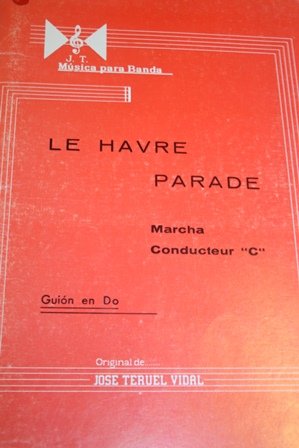 J. T.
Música para Banda
LE HAVRE
PARADE
Marcha
Conducteur "C"
Guión en Do
Original de......
JOSE TERUEL VIDAL